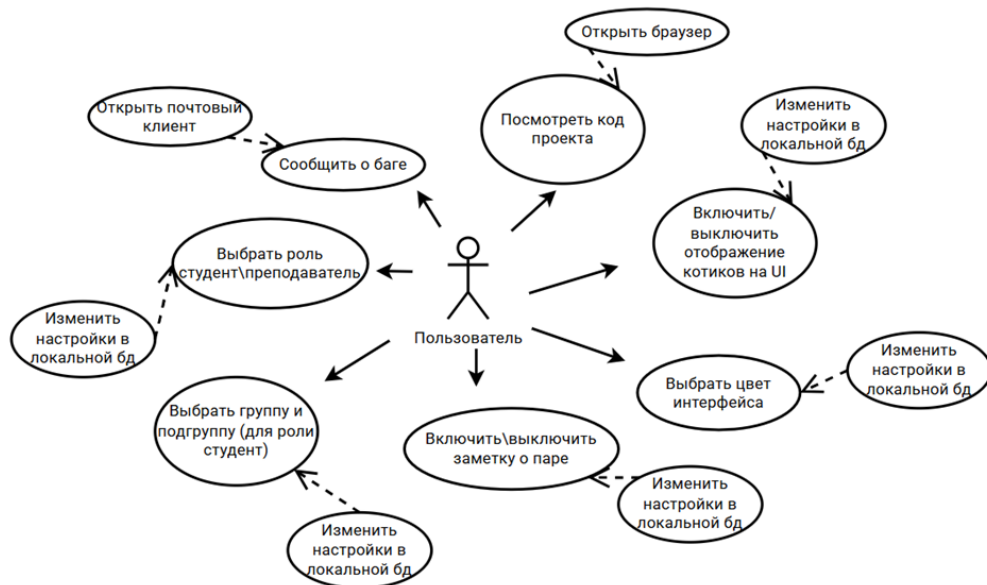 Открыть браузер
Посмотреть код
проекта
Открыть почтовый
клиент
Сообщить о баге
Изменить
настройки в
локальной бд
Включить/
выключить
отображение
котиков на UI
Выбрать роль
студент\преподаватель
Изменить
настройки в
локальной бд
Пользователь
Выбрать цвет
интерфейса
Изменить
настройки в
локальной бд
Выбрать группу и
подгруппу (для роли
студент)
Включить\выключить
заметку о паре
Изменить
настройки в
локальной бд
Изменить
настройки в
локальной бд